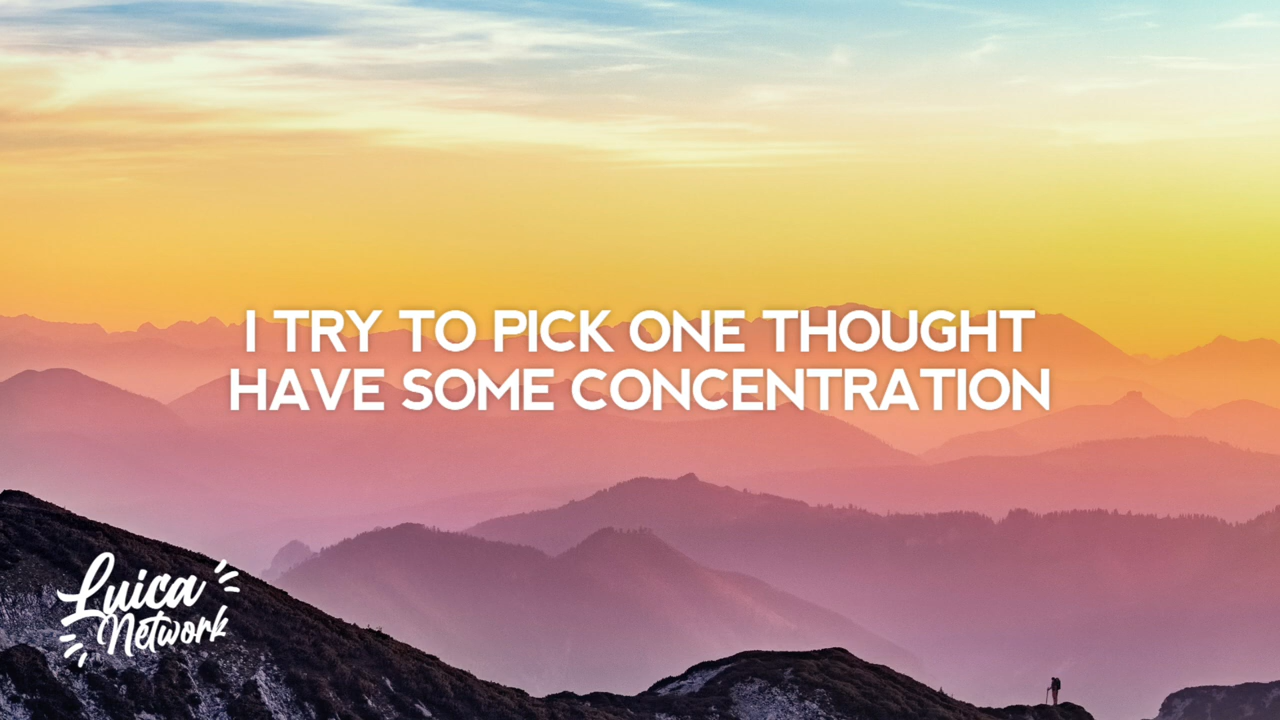 I TRY TO PICK ONE THOUGHT
HAVE SOME CONCENTRATION
Luica
Network